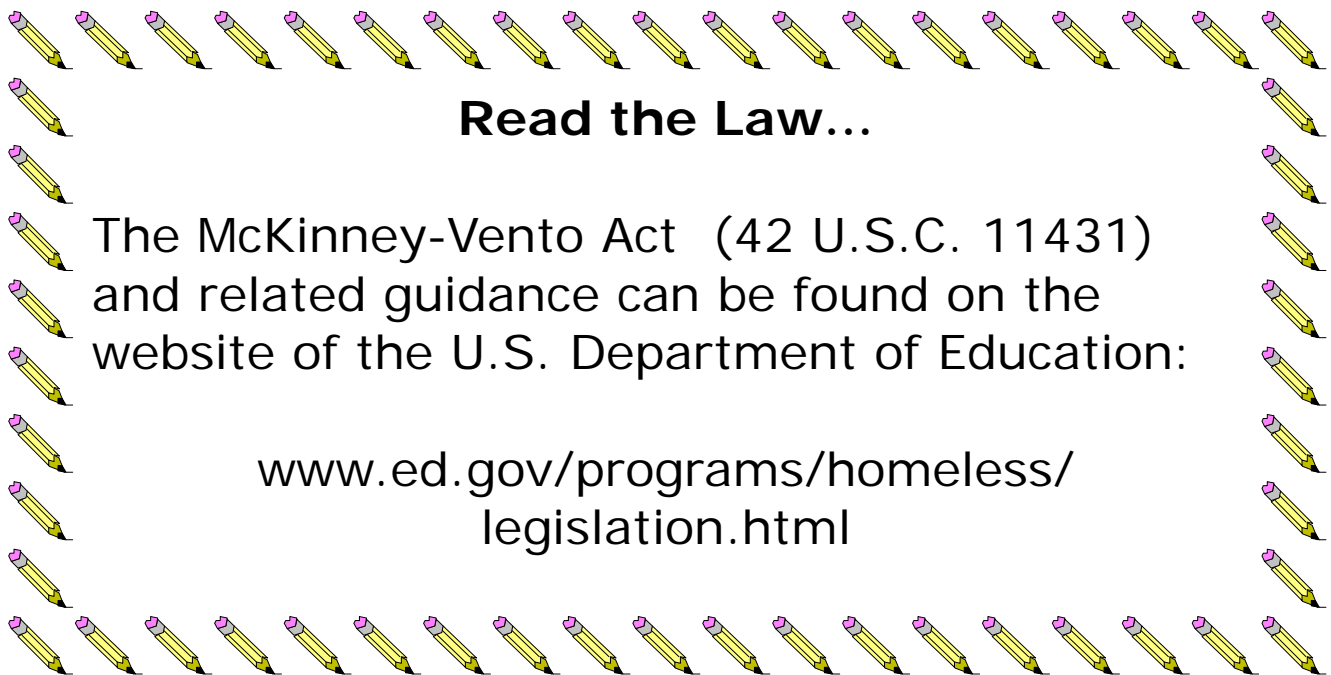 Read the Law...
The McKinney-Vento Act (42 U.S.C. 11431)
and related guidance can be found on the
website of the U.S. Department of Education:
www.ed.gov/programs/homeless/
legislation.html